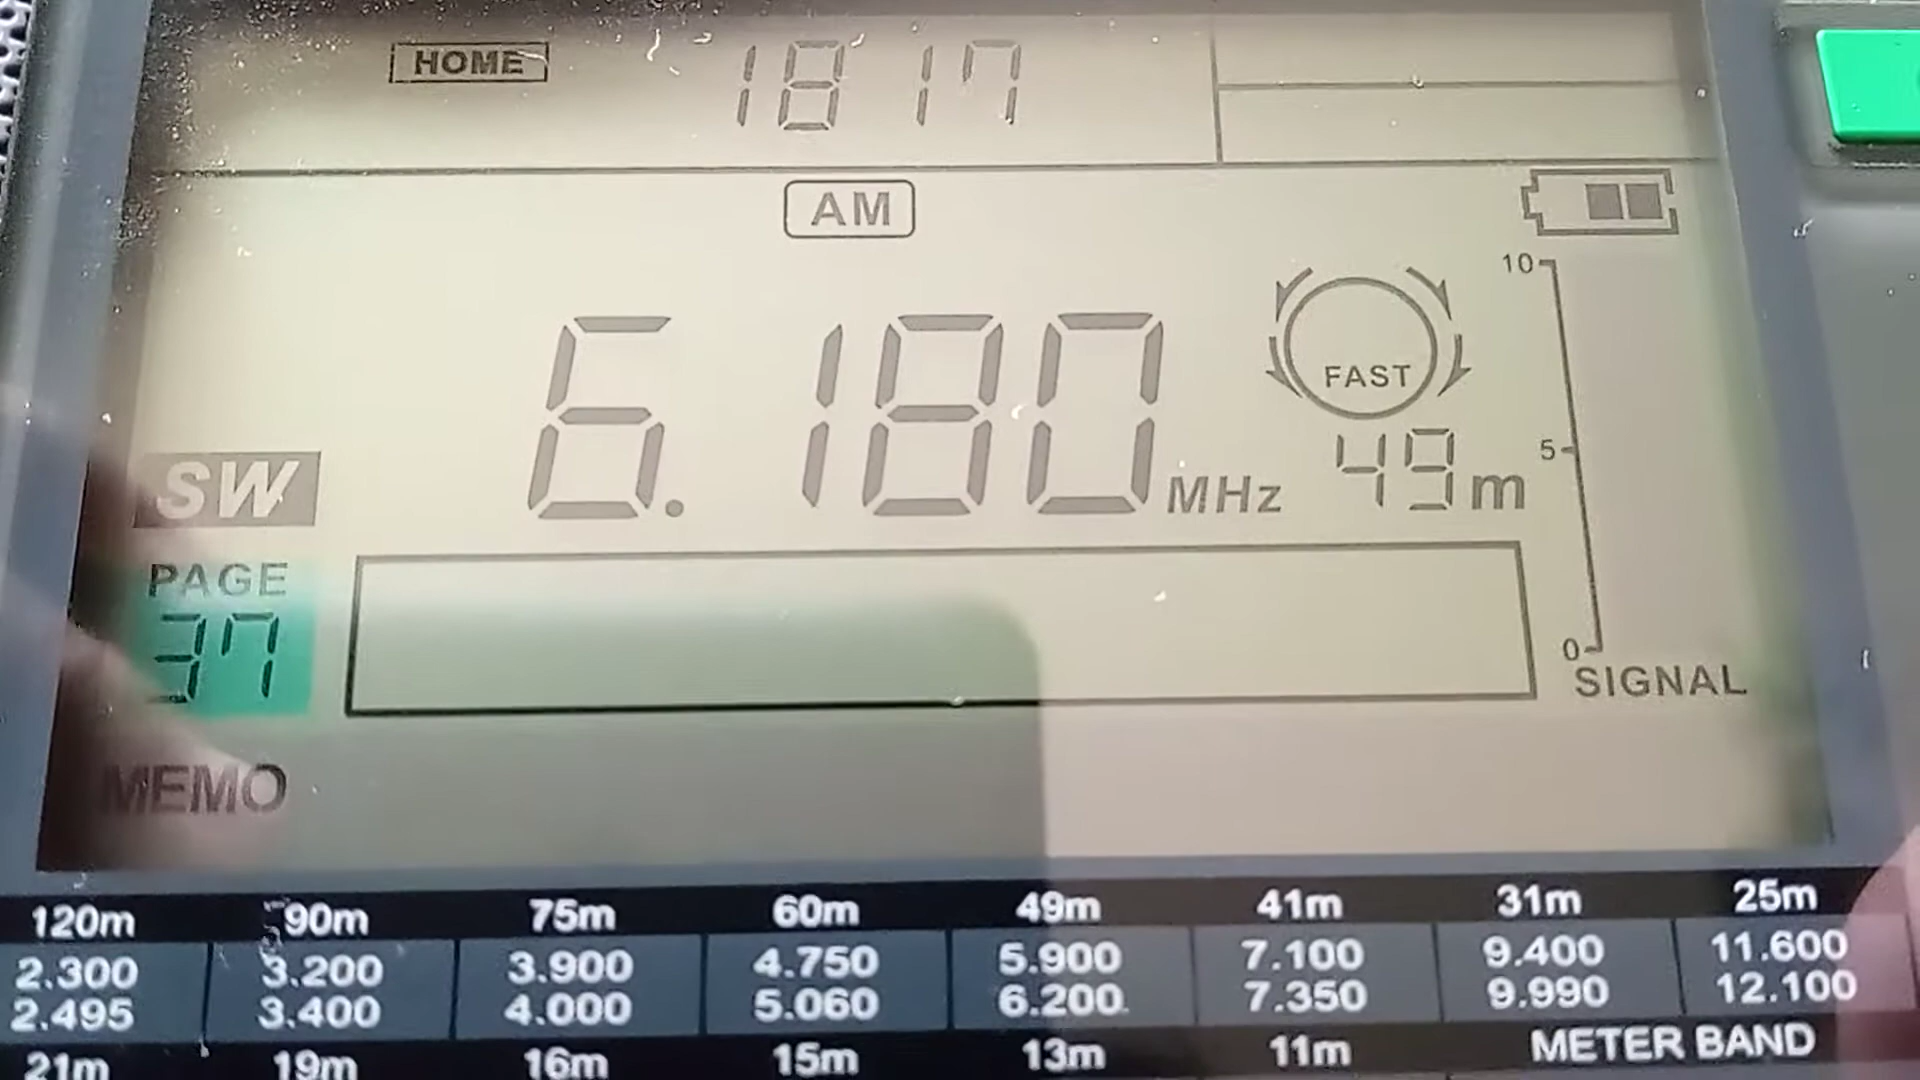 HOME 18 17
AM
10
FAST
6.180 MHz 49 m
5
SW
PAGE
37
0
SIGNAL
MEMO
120m 90m 75m 60m 49m 41m 31m 25m
2.300 3.200 3.900 4.750 5.900 7.100 9.400 11.600
2.495 3.400 4.000 5.060 6.200 7.350 9.990 12.100
21m 19m 16m 15m 13m 11m METER BAND